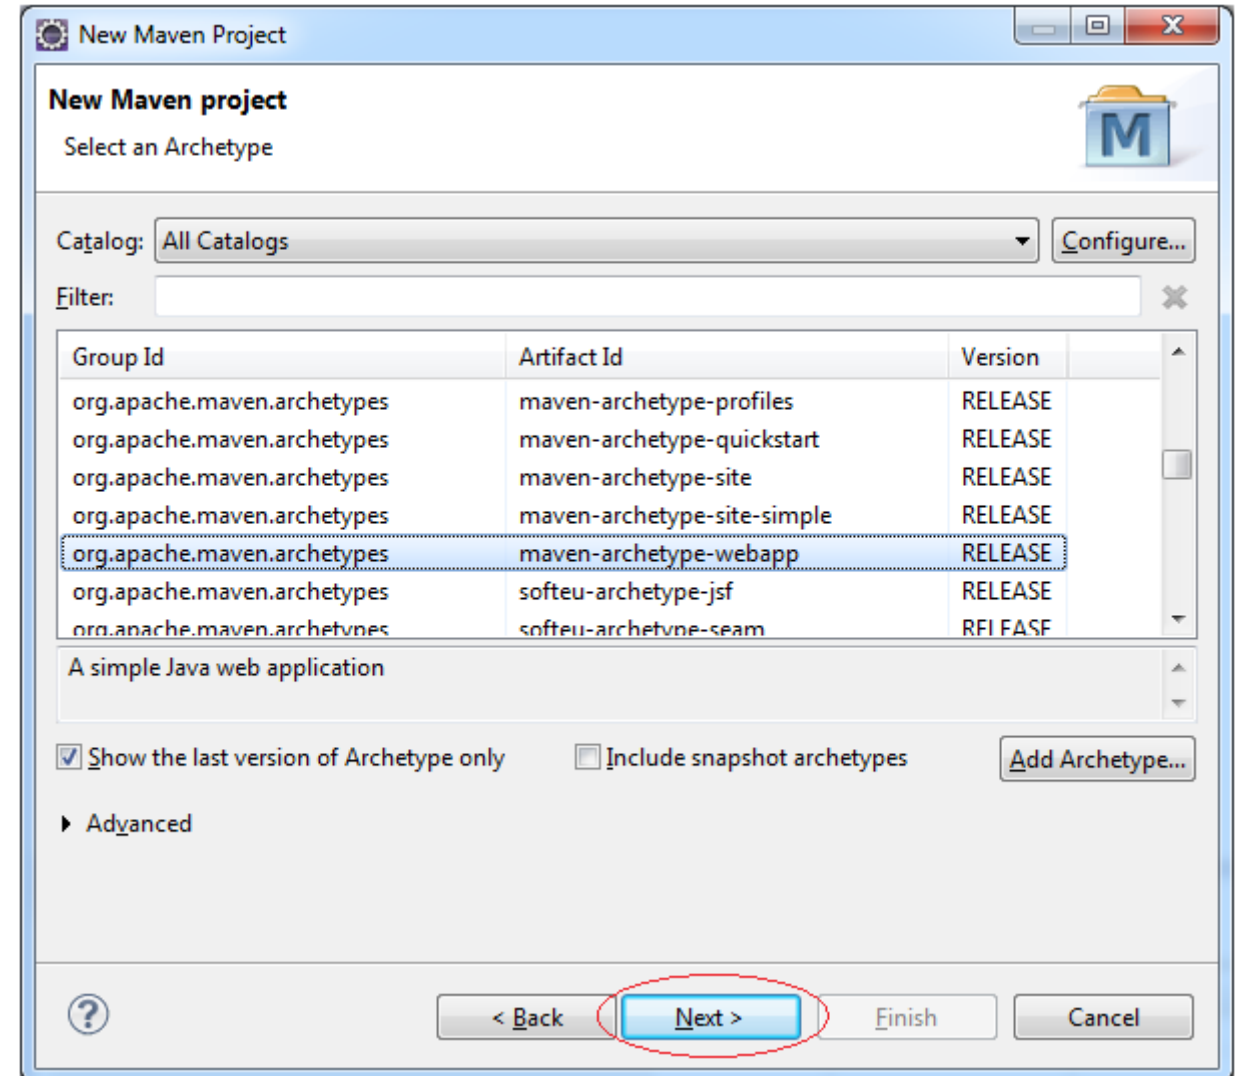 New Maven Project
New Maven project
Select an Archetype
M
Catalog: All Catalogs Configure...
Filter:
Group Id Artifact Id Version
org.apache.maven.archetypes maven-archetype-profiles RELEASE
org.apache.maven.archetypes maven-archetype-quickstart RELEASE
org.apache.maven.archetypes maven-archetype-site RELEASE
org.apache.maven.archetypes maven-archetype-site-simple RELEASE
org.apache.maven.archetypes maven-archetype-webapp RELEASE
org.apache.maven.archetypes softeu-archetype-jsf RELEASE
org.apache.maven.archetypes softeu-archetype-seam RELEASE
A simple Java web application
Show the last version of Archetype only Include snapshot archetypes Add Archetype...
Advanced
? < Back Next > Finish Cancel